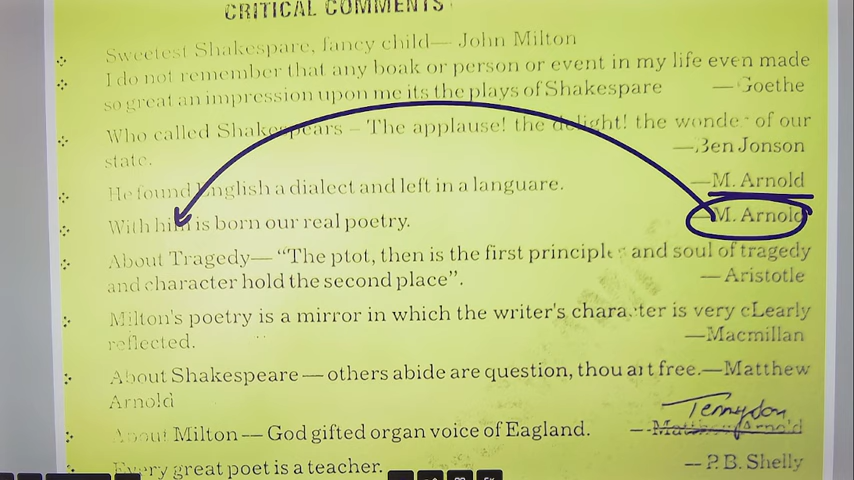 CRITICAL COMMENTS
Sweetest Shakespare, fancy child— John Milton
I do not remember that any boak or person or event in my life even made
so great an impression upon me its the plays of Shakespare — Goethe
Who called Shakespears – The applause! the delight! the wonder of our
state. —Ben Jonson
He found English a dialect and left in a languare. —M. Arnold
With him is born our real poetry. —M. Arnold
About Tragedy— “The ptot, then is the first principle and soul of tragedy
and character hold the second place”. — Aristotle
Milton's poetry is a mirror in which the writer's character is very cLearly
reflected. —Macmillan
About Shakespeare — others abide are question, thou art free.—Matthew
Arnold
Tennyson
About Milton — God gifted organ voice of Eagland. — Matthew Arnold
Every great poet is a teacher. — P.B. Shelly